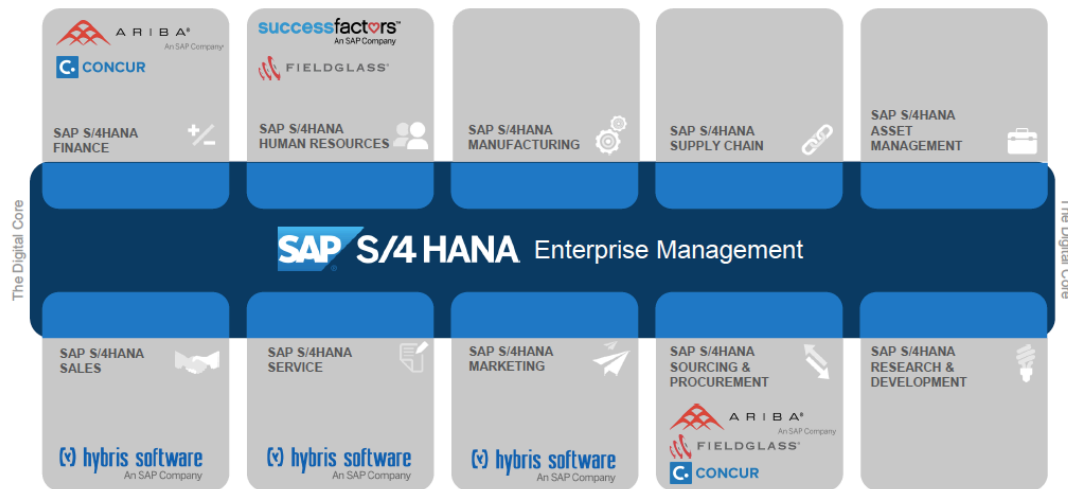 ARIBA®
An SAP Company
C. CONCUR
SAP S/4HANA
FINANCE
successfactors™
An SAP Company
FIELDGLASS®
SAP S/4HANA
HUMAN RESOURCES
SAP S/4HANA
MANUFACTURING
SAP S/4HANA
SUPPLY CHAIN
SAP S/4HANA
ASSET
MANAGEMENT
The Digital Core
SAP® S/4 HANA Enterprise Management
The Digital Core
SAP S/4HANA
SALES
hybris software
An SAP Company
SAP S/4HANA
SERVICE
hybris software
An SAP Company
SAP S/4HANA
MARKETING
hybris software
An SAP Company
SAP S/4HANA
SOURCING &
PROCUREMENT
ARIBA®
An SAP Company
FIELDGLASS®
C. CONCUR
SAP S/4HANA
RESEARCH &
DEVELOPMENT